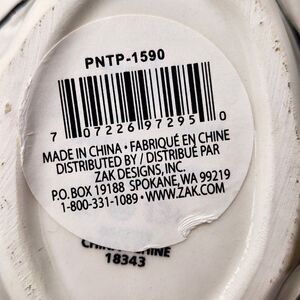 PNTP-1590
7 07226 97295 0
MADE IN CHINA • FABRIQUÉ EN CHINE
DISTRIBUTED BY / DISTRIBUÉ PAR
ZAK DESIGNS, INC.
P.O. BOX 19188 SPOKANE, WA 99219
1-800-331-1089 • WWW.ZAK.COM
18343